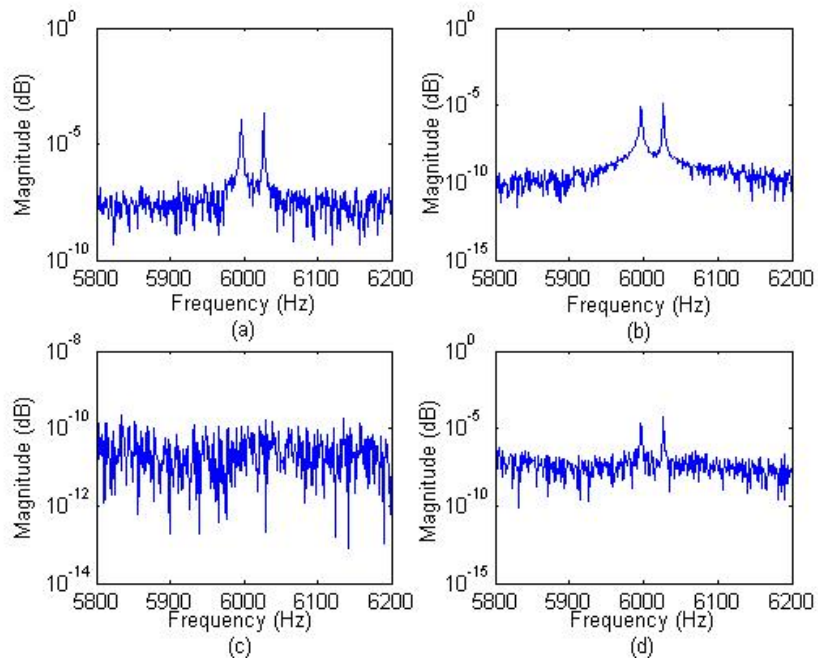 10^0
10^-5
10^-10
Magnitude (dB)
5800 5900 6000 6100 6200
Frequency (Hz)
(a)
10^0
10^-5
10^-10
10^-15
Magnitude (dB)
5800 5900 6000 6100 6200
Frequency (Hz)
(b)
10^-8
10^-10
10^-12
10^-14
Magnitude (dB)
5800 5900 6000 6100 6200
Frequency (Hz)
(c)
10^0
10^-5
10^-10
10^-15
Magnitude (dB)
5800 5900 6000 6100 6200
Frequency (Hz)
(d)